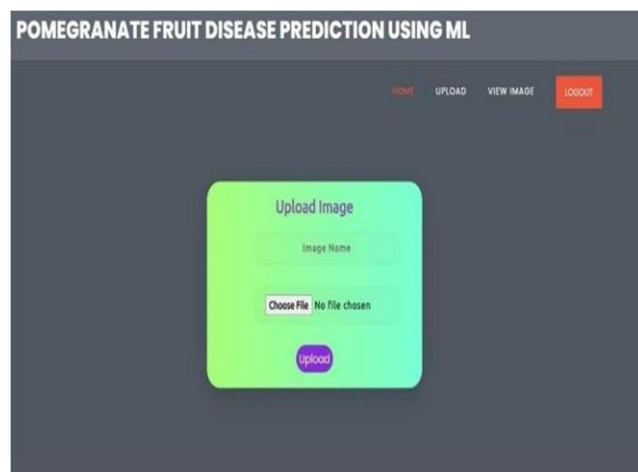 POMEGRANATE FRUIT DISEASE PREDICTION USING ML
HOME UPLOAD VIEW IMAGE LOGOUT
Upload Image
Image Name
Choose File No file chosen
Upload